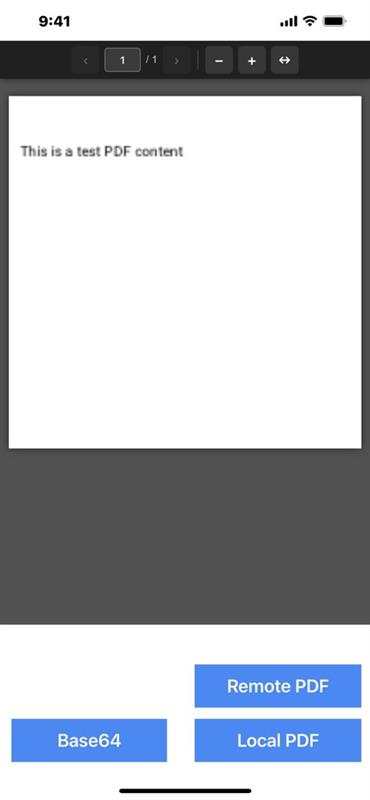 9:41
‹ 1 / 1 › − + ↔
This is a test PDF content
Remote PDF
Base64 Local PDF